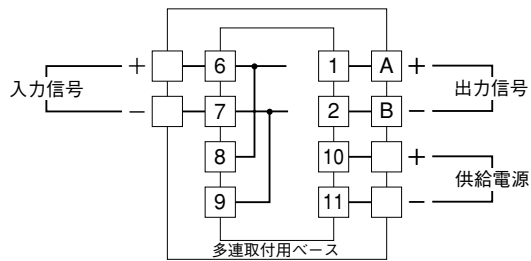 + 6 1 A +
入力信号 出力信号
− 7 2 B −
8 10 +
供給電源
9 11 −
多連取付用ベース